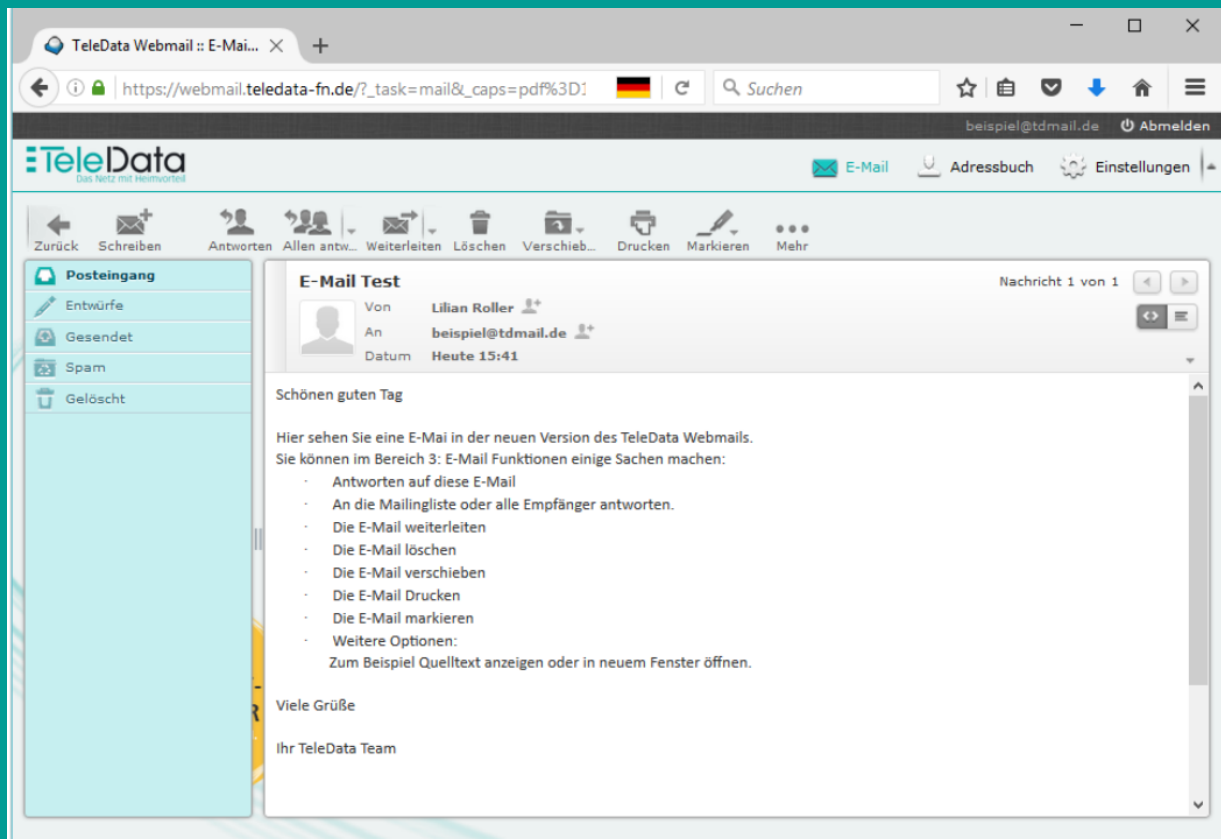 TeleData Webmail :: E-Mai...
https://webmail.teledata-fn.de/?_task=mail&_caps=pdf%3D1
Suchen
beispiel@tdmail.de Abmelden
TeleData
Das Netz mit Heimvorteil
E-Mail Adressbuch Einstellungen
Zurück Schreiben Antworten Allen antw... Weiterleiten Löschen Verschieb... Drucken Markieren Mehr
Posteingang
Entwürfe
Gesendet
Spam
Gelöscht
E-Mail Test
Nachricht 1 von 1
Von Lilian Roller
An beispiel@tdmail.de
Datum Heute 15:41
Schönen guten Tag
Hier sehen Sie eine E-Mai in der neuen Version des TeleData Webmails.
Sie können im Bereich 3: E-Mail Funktionen einige Sachen machen:
· Antworten auf diese E-Mail
· An die Mailingliste oder alle Empfänger antworten.
· Die E-Mail weiterleiten
· Die E-Mail löschen
· Die E-Mail verschieben
· Die E-Mail Drucken
· Die E-Mail markieren
· Weitere Optionen:
Zum Beispiel Quelltext anzeigen oder in neuem Fenster öffnen.
Viele Grüße
Ihr TeleData Team